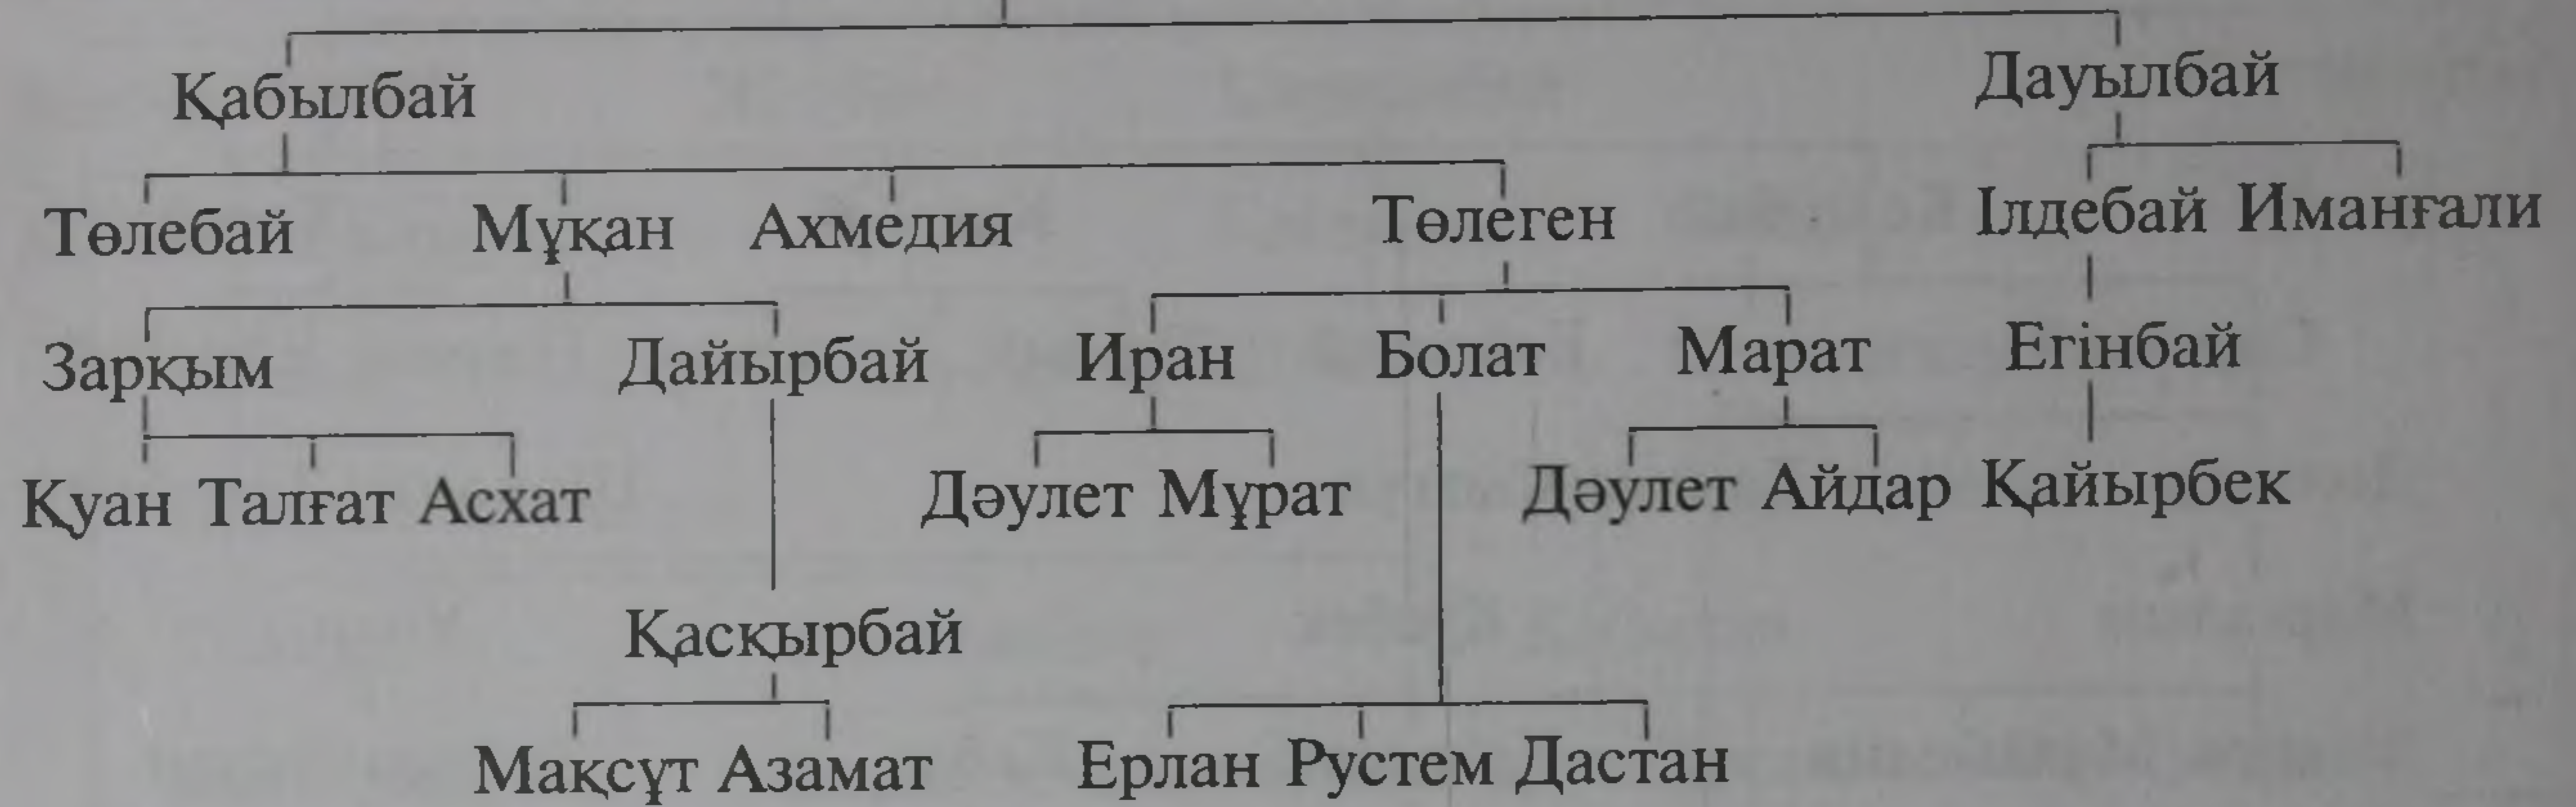 Қабылбай Дауылбай
Төлебай Мұқан Ахмедия Төлеген Ілдебай Иманғали
Зарқым Дайырбай Иран Болат Марат Егінбай
Қуан Талғат Асхат Дәулет Мұрат Дәулет Айдар Қайырбек
Қасқырбай
Мақсұт Азамат Ерлан Рустем Дастан